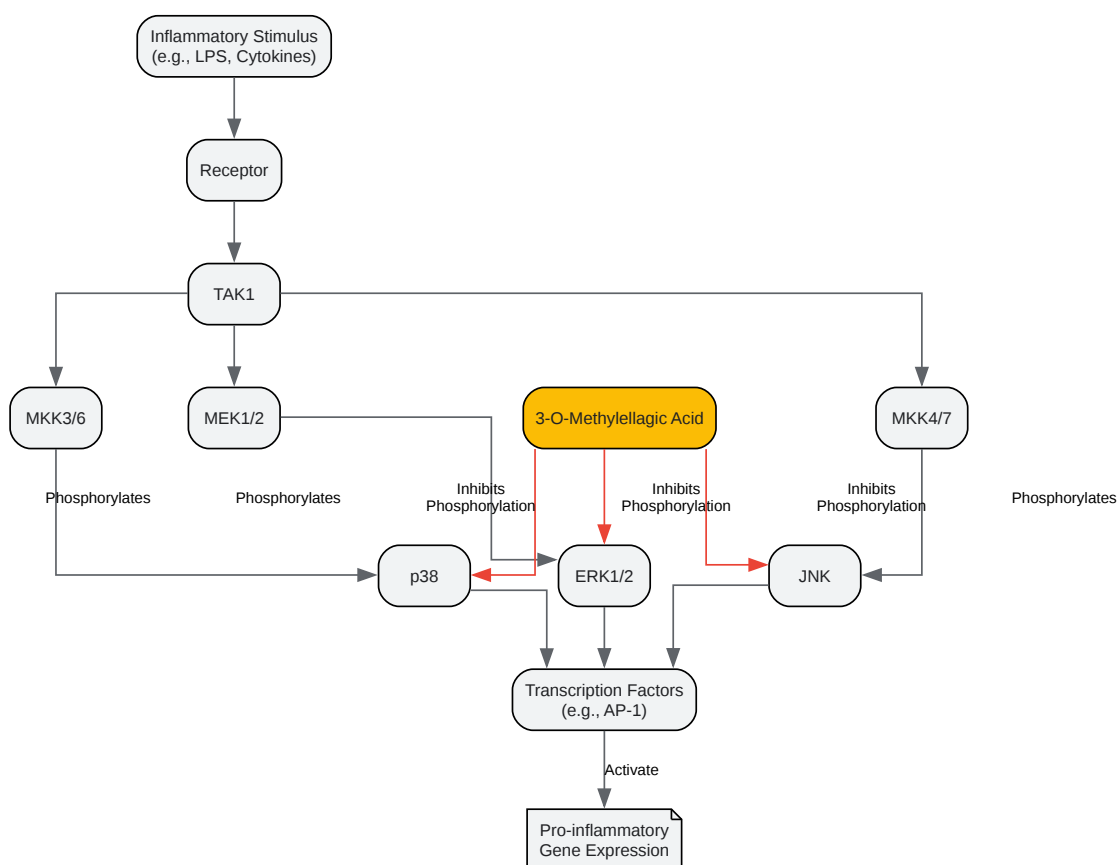 Inflammatory Stimulus
(e.g., LPS, Cytokines)
Receptor
TAK1
MKK3/6
MEK1/2
3-O-Methylellagic Acid
MKK4/7
Phosphorylates
Phosphorylates
Inhibits
Phosphorylation
Inhibits
Phosphorylation
Inhibits
Phosphorylation
Phosphorylates
p38
ERK1/2
JNK
Transcription Factors
(e.g., AP-1)
Activate
Pro-inflammatory
Gene Expression